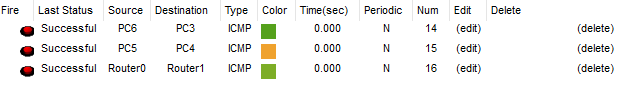 Fire Last Status Source Destination Type Color Time(sec) Periodic Num Edit Delete
Successful PC6 PC3 ICMP 0.000 N 14 (edit) (delete)
Successful PC5 PC4 ICMP 0.000 N 15 (edit) (delete)
Successful Router0 Router1 ICMP 0.000 N 16 (edit) (delete)